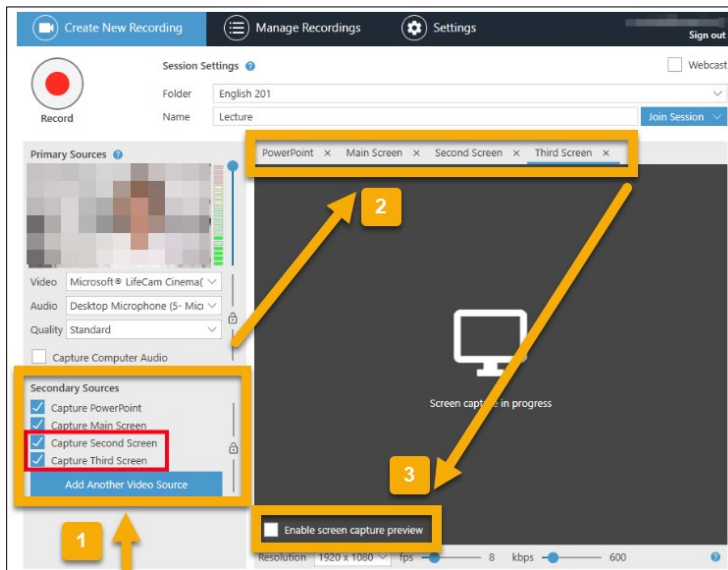 Create New Recording
Manage Recordings
Settings
Sign out
Session Settings
Webcast
Record
Folder English 201
Name Lecture
Join Session
Primary Sources
PowerPoint × Main Screen × Second Screen × Third Screen ×
2
Video Microsoft® LifeCam Cinema(
Audio Desktop Microphone (5- Micr
Quality Standard
Capture Computer Audio
Secondary Sources
Capture PowerPoint
Capture Main Screen
Capture Second Screen
Capture Third Screen
Add Another Video Source
Screen capture in progress
3
1
Enable screen capture preview
Resolution 1920 x 1080 fps 8 kbps 600